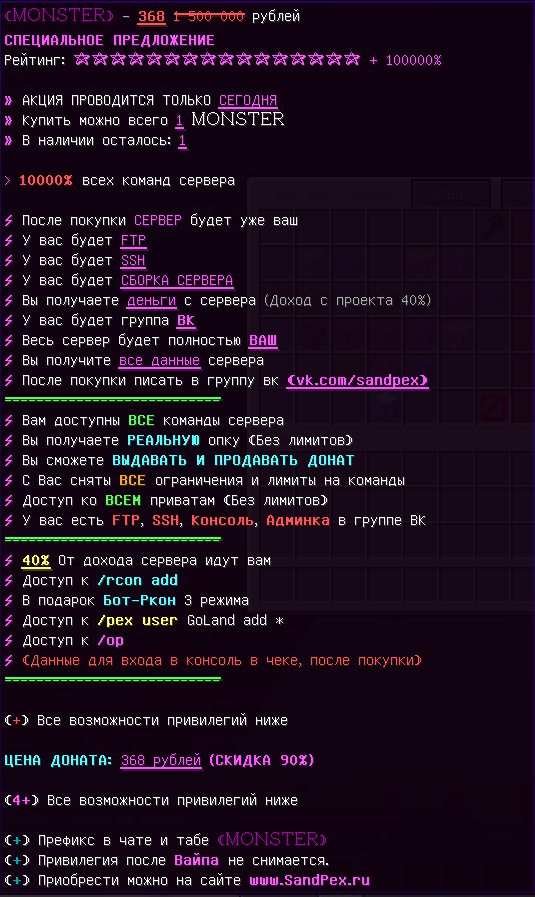 (MONSTER) - 368 1 500 000 рублей
СПЕЦИАЛЬНОЕ ПРЕДЛОЖЕНИЕ
Рейтинг: ☆☆☆☆☆☆☆☆☆☆☆☆☆☆☆☆ + 100000%
» АКЦИЯ ПРОВОДИТСЯ ТОЛЬКО СЕГОДНЯ
» Купить можно всего 1 MONSTER
» В наличии осталось: 1
> 10000% всех команд сервера
⚡ После покупки СЕРВЕР будет уже ваш
⚡ У вас будет FTP
⚡ У вас будет SSH
⚡ У вас будет СБОРКА СЕРВЕРА
⚡ Вы получаете деньги с сервера (Доход с проекта 40%)
⚡ У вас будет группа ВК
⚡ Весь сервер будет полностью ВАШ
⚡ Вы получите все данные сервера
⚡ После покупки писать в группу вк (vk.com/sandpex)
========================
⚡ Вам доступны ВСЕ команды сервера
⚡ Вы получаете РЕАЛЬНУЮ опку (Без лимитов)
⚡ Вы сможете ВЫДАВАТЬ И ПРОДАВАТЬ ДОНАТ
⚡ С Вас сняты ВСЕ ограничения и лимиты на команды
⚡ Доступ ко ВСЕМ приватам (Без лимитов)
⚡ У вас есть FTP, SSH, Консоль, Админка в группе ВК
========================
⚡ 40% От дохода сервера идут вам
⚡ Доступ к /rcon add
⚡ В подарок Бот-Ркон 3 режима
⚡ Доступ к /pex user GoLand add *
⚡ Доступ к /op
⚡ (Данные для входа в консоль в чеке, после покупки)
========================
(+) Все возможности привилегий ниже
ЦЕНА ДОНАТА: 368 рублей (СКИДКА 90%)
(4+) Все возможности привилегий ниже
(+) Префикс в чате и табе (MONSTER)
(+) Привилегия после Вайпа не снимается.
(+) Приобрести можно на сайте www.SandPex.ru